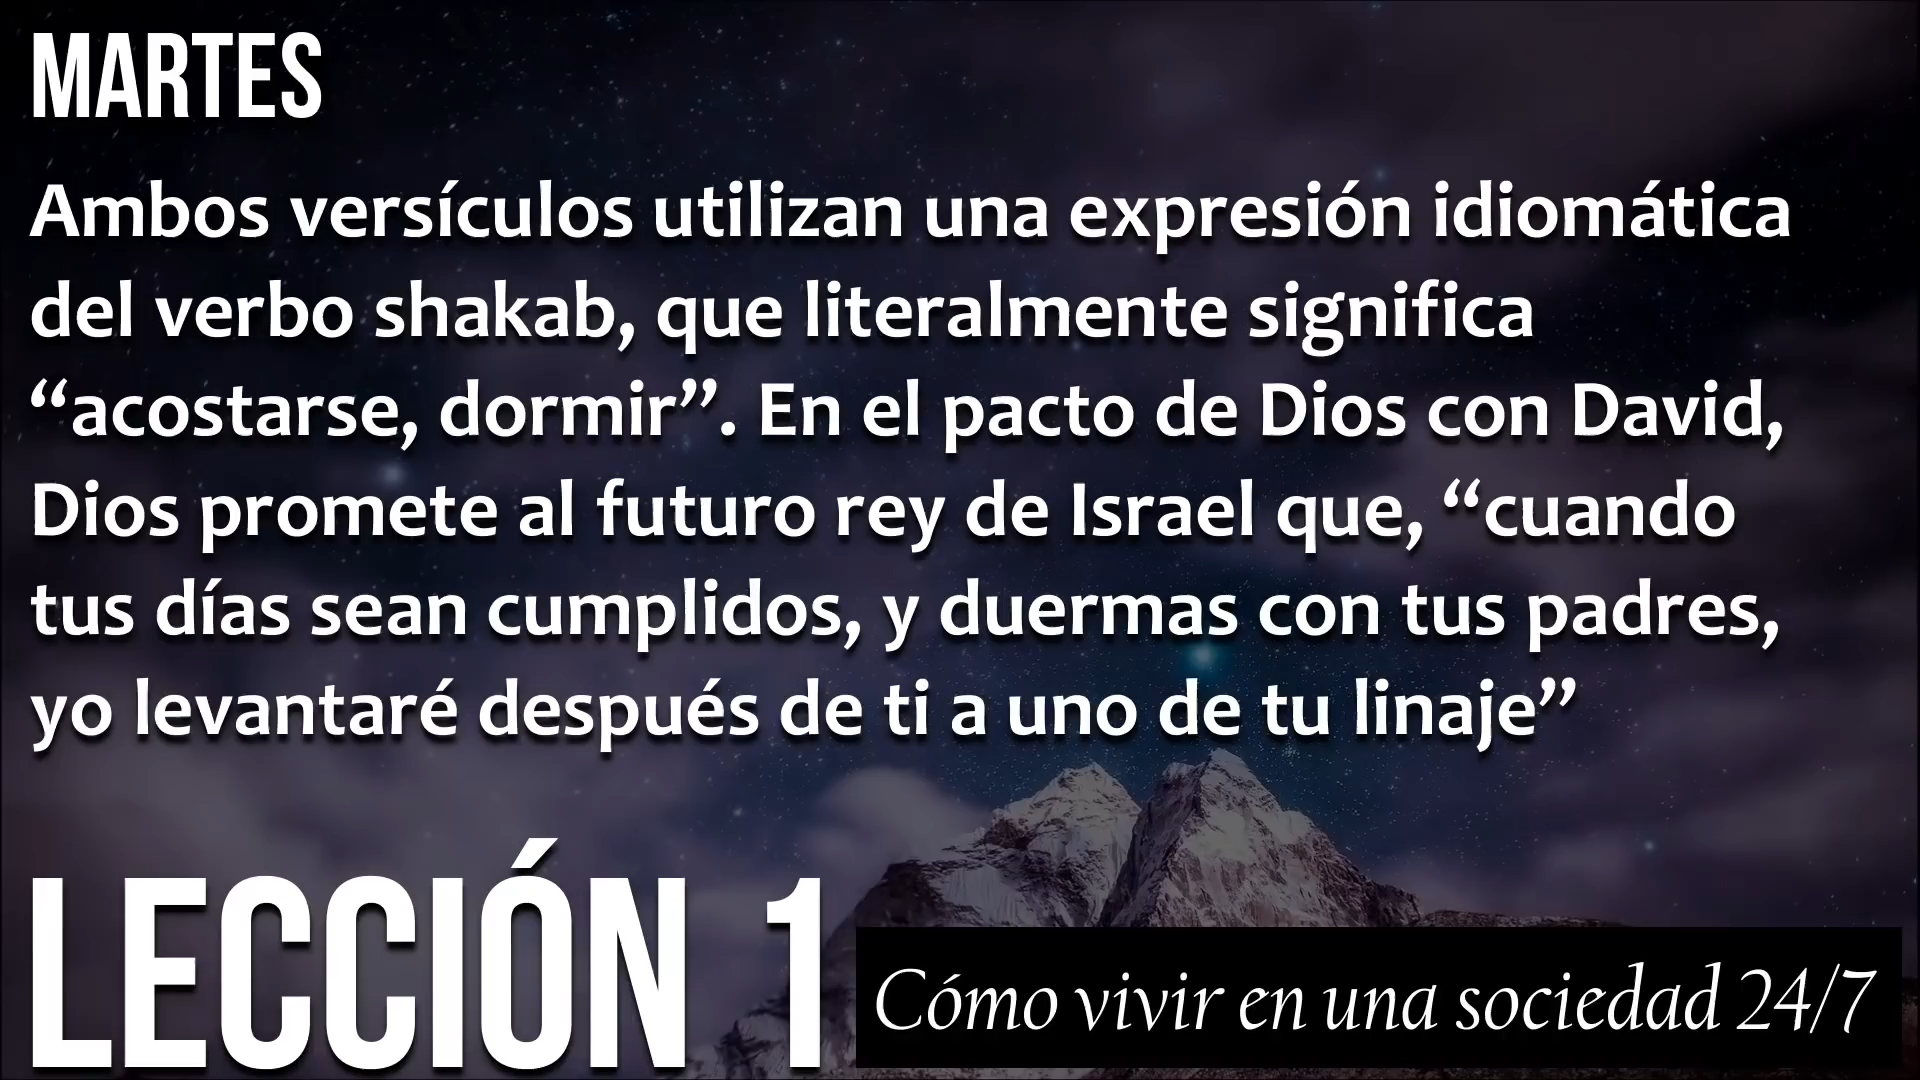 MARTES
Ambos versículos utilizan una expresión idiomática
del verbo shakab, que literalmente significa
“acostarse, dormir”. En el pacto de Dios con David,
Dios promete al futuro rey de Israel que, “cuando
tus días sean cumplidos, y duermas con tus padres,
yo levantaré después de ti a uno de tu linaje”
LECCIÓN 1
Cómo vivir en una sociedad 24/7